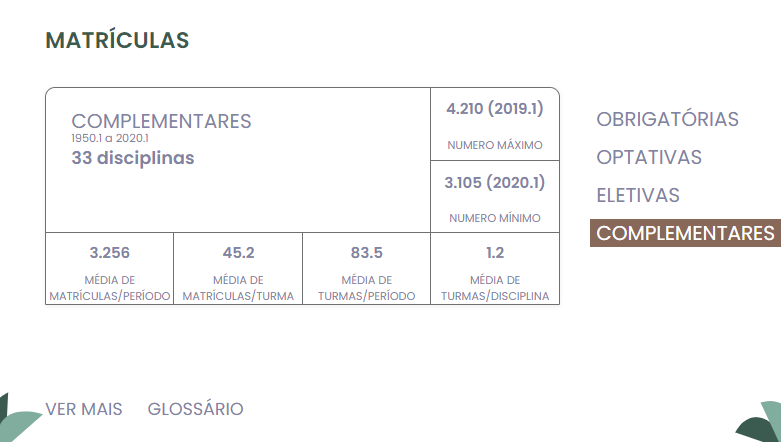 MATRÍCULAS
COMPLEMENTARES
1950.1 a 2020.1
33 disciplinas
4.210 (2019.1)
NUMERO MÁXIMO
3.105 (2020.1)
NUMERO MÍNIMO
3.256
MÉDIA DE
MATRÍCULAS/PERÍODO
45.2
MÉDIA DE
MATRÍCULAS/TURMA
83.5
MÉDIA DE
TURMAS/PERÍODO
1.2
MÉDIA DE
TURMAS/DISCIPLINA
OBRIGATÓRIAS
OPTATIVAS
ELETIVAS
COMPLEMENTARES
VER MAIS
GLOSSÁRIO